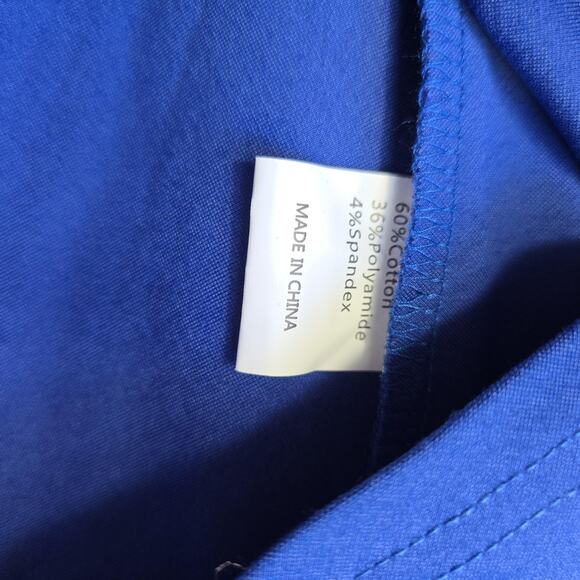 60%Cotton
36%Polyamide
4%Spandex
MADE IN CHINA